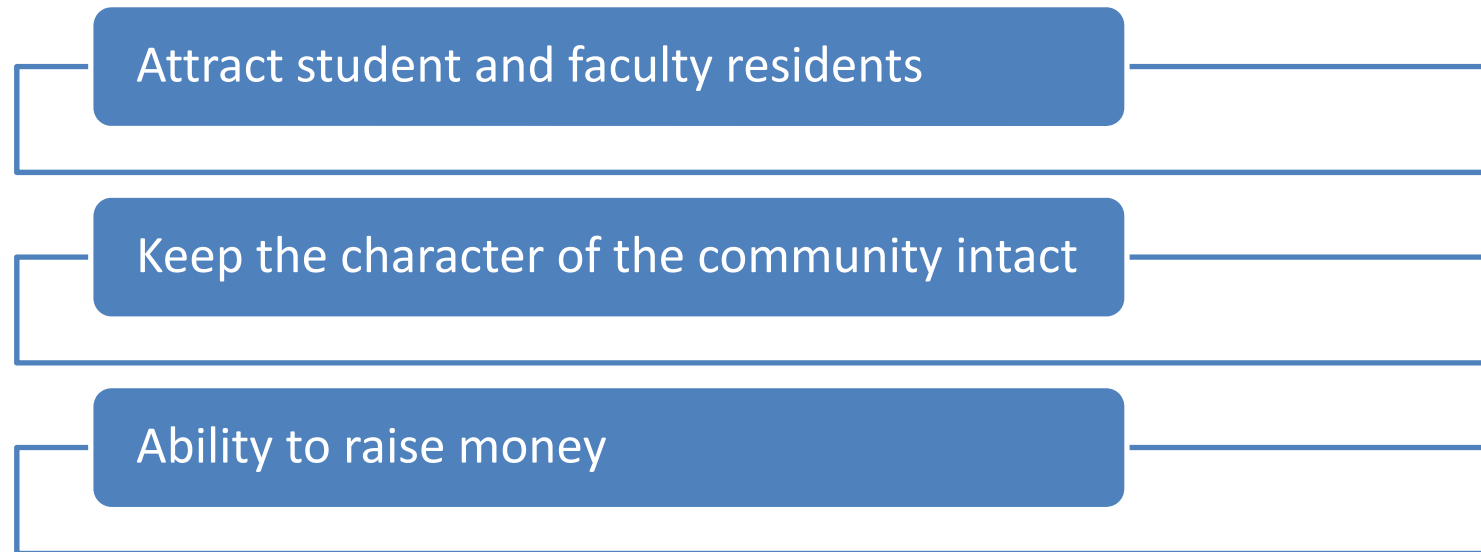 Attract student and faculty residents
Keep the character of the community intact
Ability to raise money